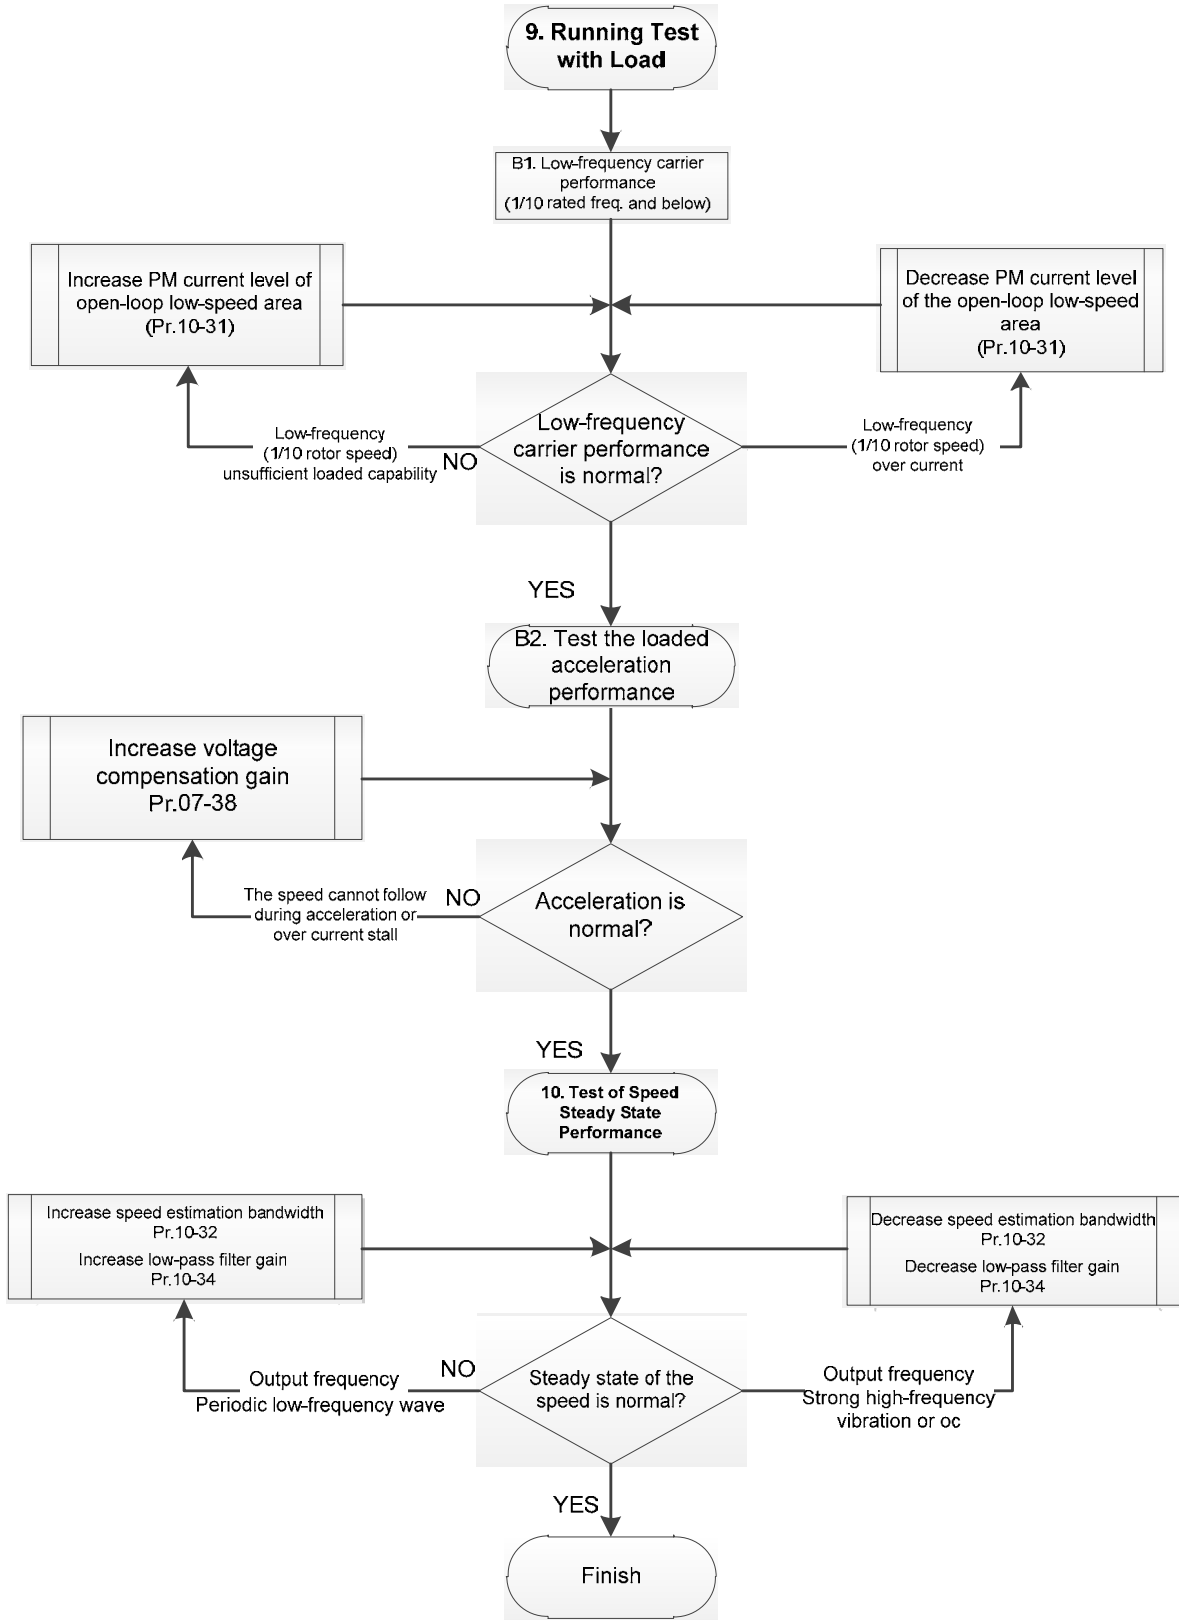 9. Running Test
with Load
B1. Low-frequency carrier
performance
(1/10 rated freq. and below)
Increase PM current level of
open-loop low-speed area
(Pr.10-31)
Decrease PM current level
of the open-loop low-speed
area
(Pr.10-31)
Low-frequency
carrier performance
is normal?
Low-frequency
(1/10 rotor speed)
unsufficient loaded capability
NO
Low-frequency
(1/10 rotor speed)
over current
YES
B2. Test the loaded
acceleration
performance
Increase voltage
compensation gain
Pr.07-38
The speed cannot follow
during acceleration or
over current stall
NO
Acceleration is
normal?
YES
10. Test of Speed
Steady State
Performance
Increase speed estimation bandwidth
Pr.10-32
Increase low-pass filter gain
Pr.10-34
Decrease speed estimation bandwidth
Pr.10-32
Decrease low-pass filter gain
Pr.10-34
Output frequency
Periodic low-frequency wave
NO
Steady state of the
speed is normal?
Output frequency
Strong high-frequency
vibration or oc
YES
Finish